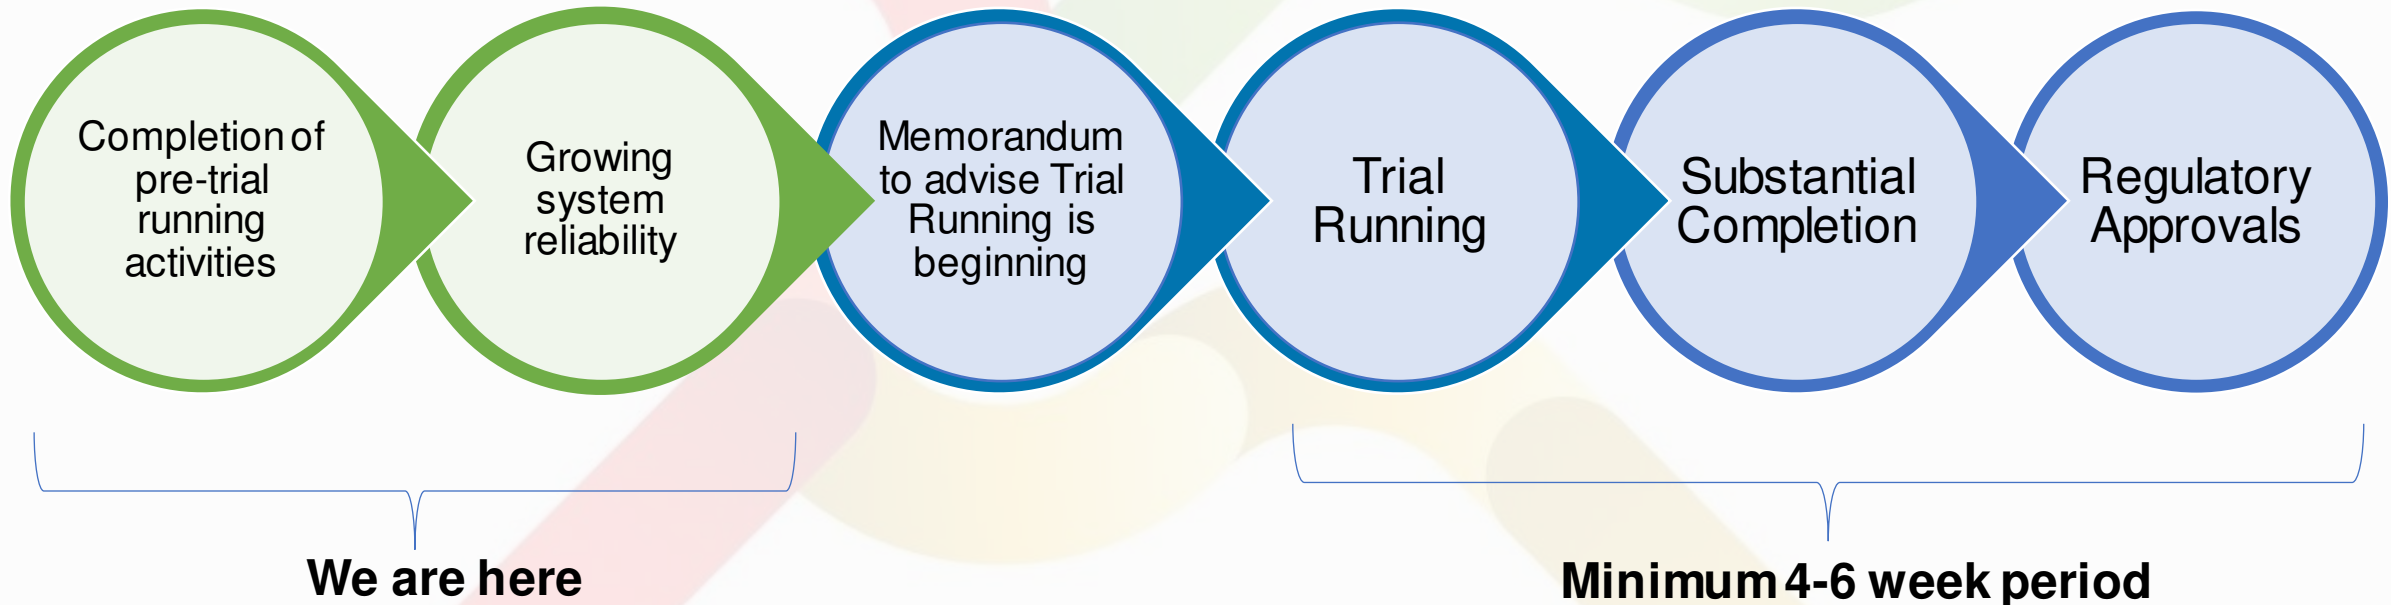 Completion of
pre-trial
running
activities
Growing
system
reliability
Memorandum
to advise Trial
Running is
beginning
Trial
Running
Substantial
Completion
Regulatory
Approvals
We are here
Minimum 4-6 week period